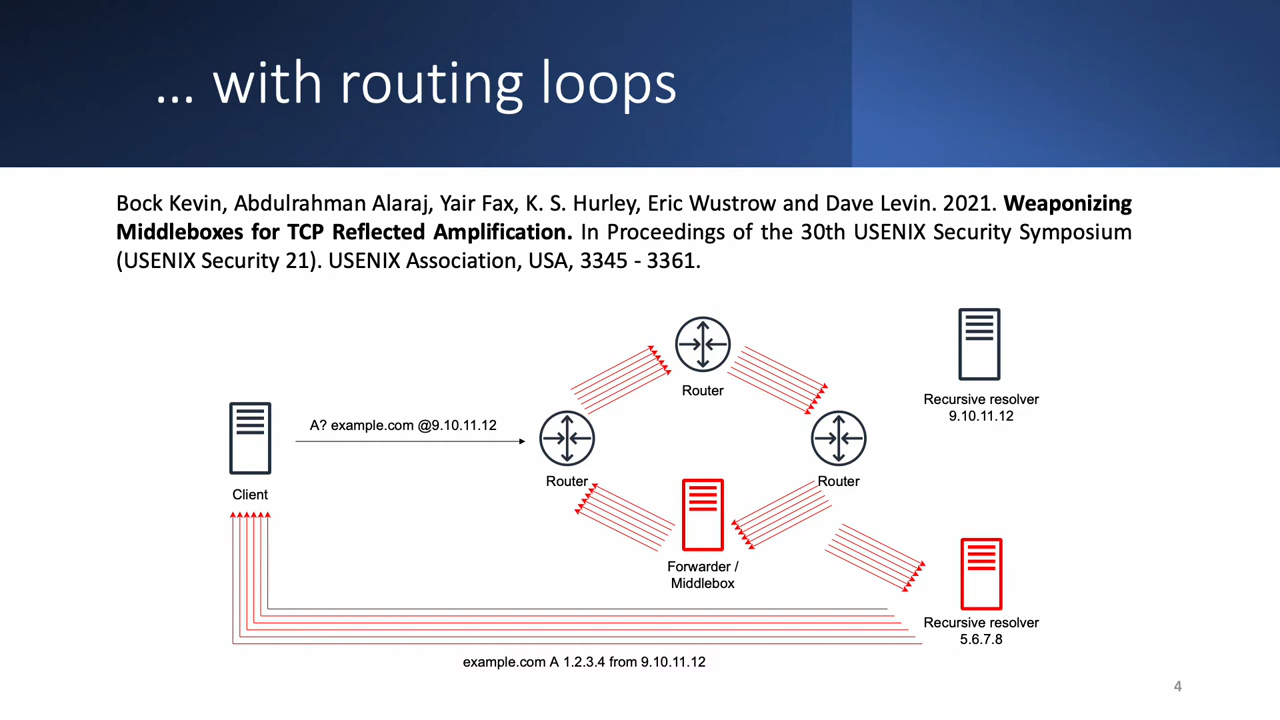 ... with routing loops
Bock Kevin, Abdulrahman Alaraj, Yair Fax, K. S. Hurley, Eric Wustrow and Dave Levin. 2021. Weaponizing
Middleboxes for TCP Reflected Amplification. In Proceedings of the 30th USENIX Security Symposium
(USENIX Security 21). USENIX Association, USA, 3345 - 3361.
Router
Recursive resolver
9.10.11.12
A? example.com @9.10.11.12
Client
Router
Router
Forwarder /
Middlebox
Recursive resolver
5.6.7.8
example.com A 1.2.3.4 from 9.10.11.12
4